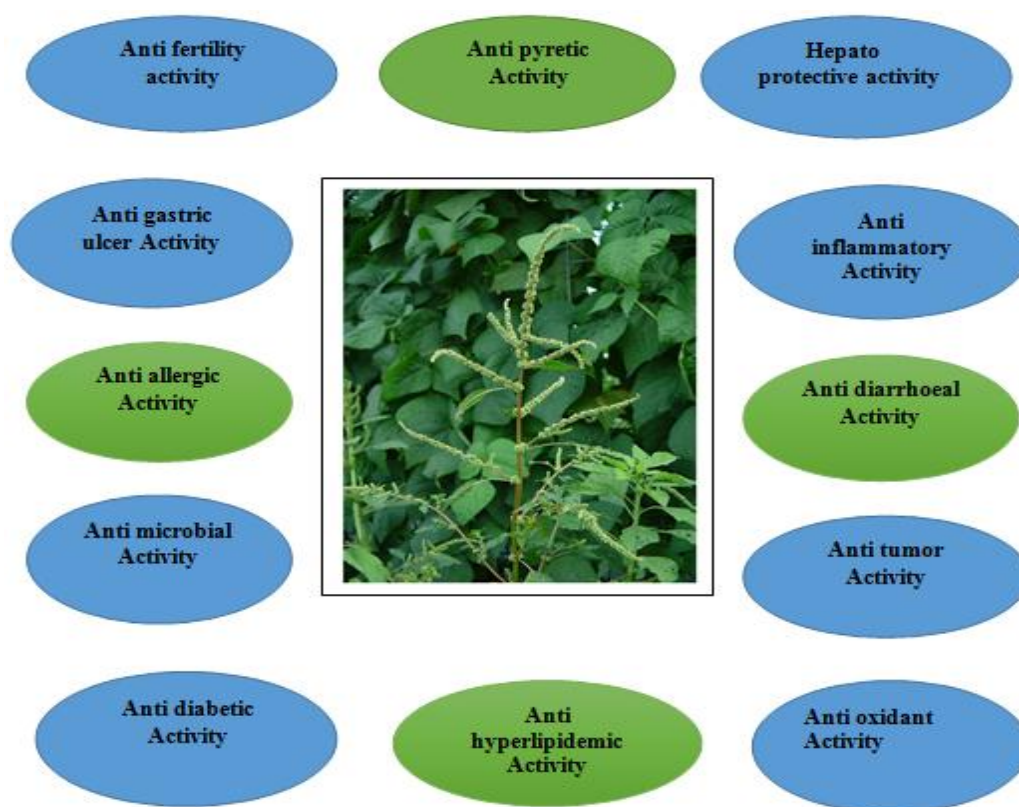 Anti fertility
activity
Anti pyretic
Activity
Hepato
protective activity
Anti gastric
ulcer Activity
Anti
inflammatory
Activity
Anti allergic
Activity
Anti diarrhoeal
Activity
Anti microbial
Activity
Anti tumor
Activity
Anti diabetic
Activity
Anti
hyperlipidemic
Activity
Anti oxidant
Activity